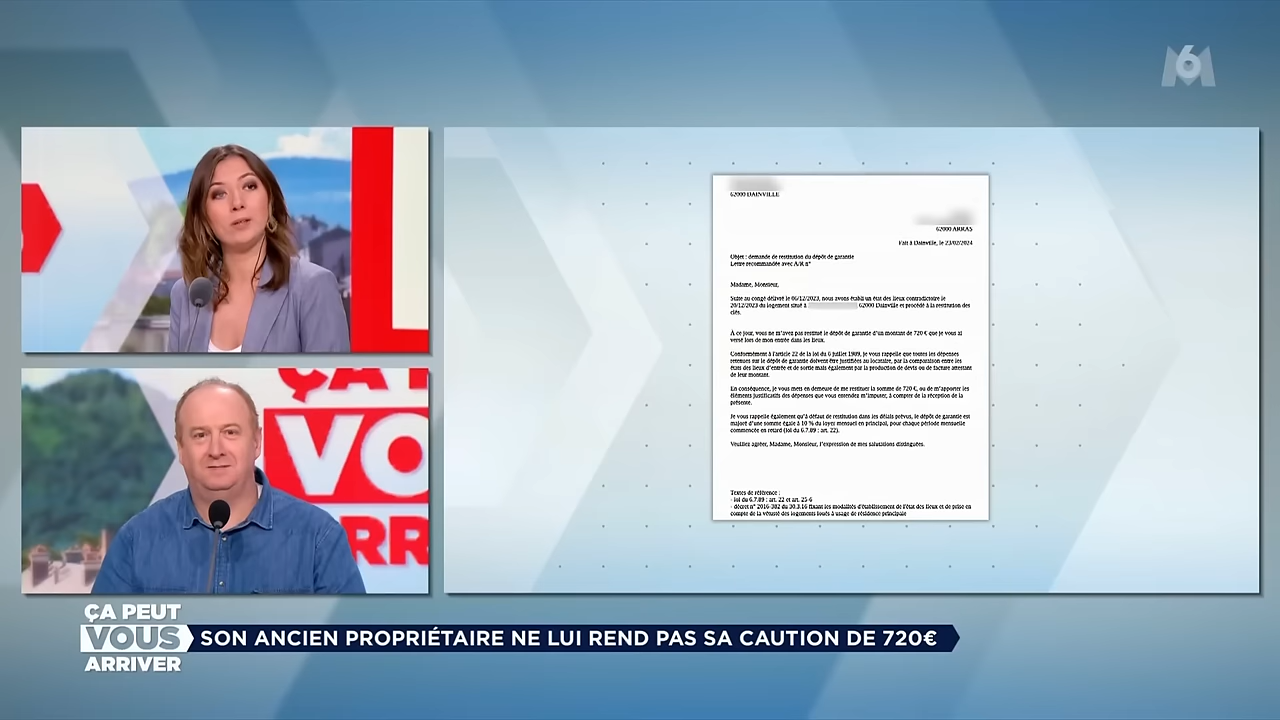 M6
ÇA P
VO
ARR
62000 DAINVILLE
62000 ARRAS
Fait à Dainville, le 23/02/2024
Objet : demande de restitution du dépôt de garantie
Lettre recommandée avec A/R n°
Madame, Monsieur,
Suite au congé délivré le 06/12/2023, nous avons établi un état des lieux contradictoire le
20/12/2023 du logement situé à 62000 Dainville et procédé à la restitution des
clés.
À ce jour, vous ne m'avez pas restitué le dépôt de garantie d'un montant de 720 € que je vous ai
versé lors de mon entrée dans les lieux.
Conformément à l'article 22 de la loi du 6 juillet 1989, je vous rappelle que toutes les dépenses
retenues sur le dépôt de garantie doivent être justifiées au locataire, par la comparaison entre les
états des lieux d'entrée et de sortie mais également par la production de devis ou de facture attestant
de leur montant.
En conséquence, je vous mets en demeure de me restituer la somme de 720 €, ou de m'apporter les
éléments justificatifs des dépenses que vous entendez m'imputer, à compter de la réception de la
présente.
Je vous rappelle également qu'à défaut de restitution dans les délais prévus, le dépôt de garantie est
majoré d'une somme égale à 10 % du loyer mensuel en principal, pour chaque période mensuelle
commencée en retard (loi du 6.7.89 : art. 22).
Veuillez agréer, Madame, Monsieur, l'expression de mes salutations distinguées.
Textes de référence :
- loi du 6.7.89 : art. 22 et art. 25-6
- décret n° 2016-382 du 30.3.16 fixant les modalités d'établissement de l'état des lieux et de prise en
compte de la vétusté des logements loués à usage de résidence principale
ÇA PEUT
VOUS
ARRIVER
SON ANCIEN PROPRIÉTAIRE NE LUI REND PAS SA CAUTION DE 720€